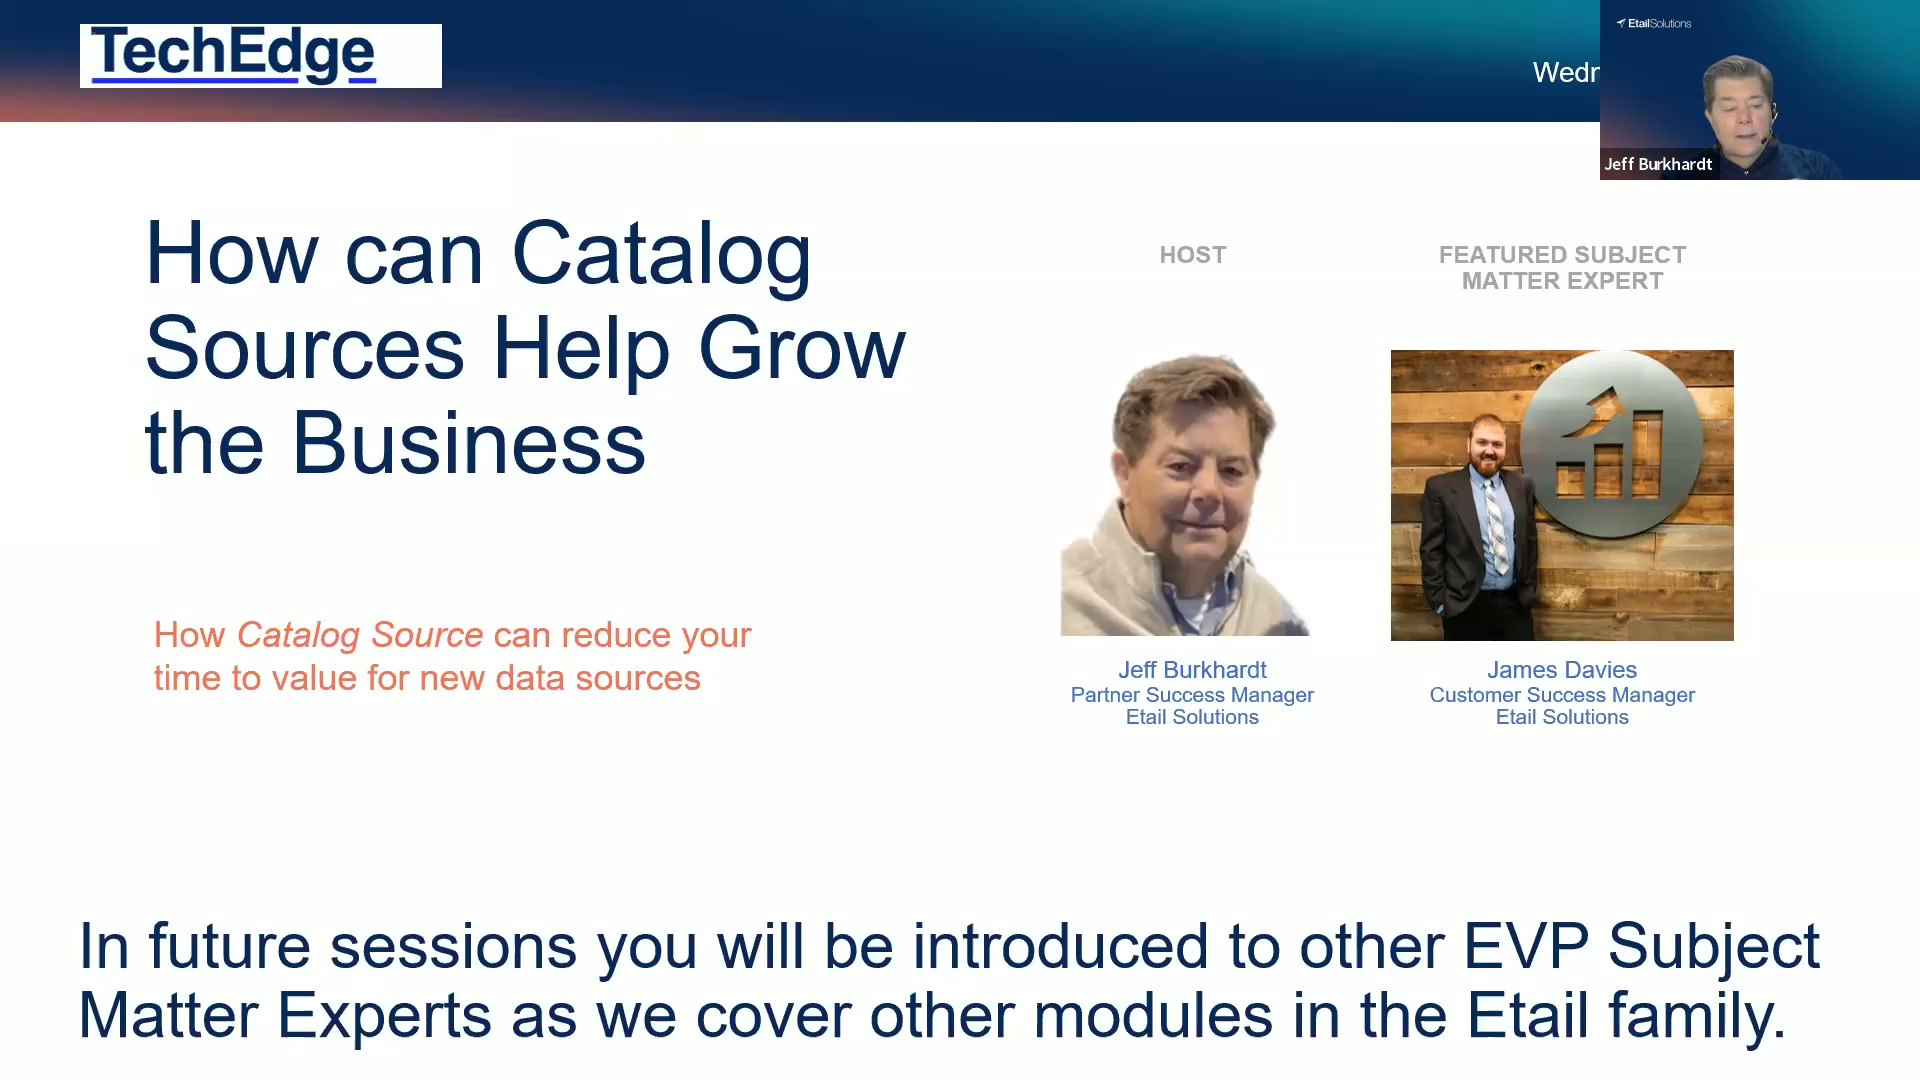 TechEdge
EtailSolutions
Jeff Burkhardt
How can Catalog
Sources Help Grow
the Business
How Catalog Source can reduce your
time to value for new data sources
HOST
Jeff Burkhardt
Partner Success Manager
Etail Solutions
FEATURED SUBJECT
MATTER EXPERT
James Davies
Customer Success Manager
Etail Solutions
In future sessions you will be introduced to other EVP Subject
Matter Experts as we cover other modules in the Etail family.